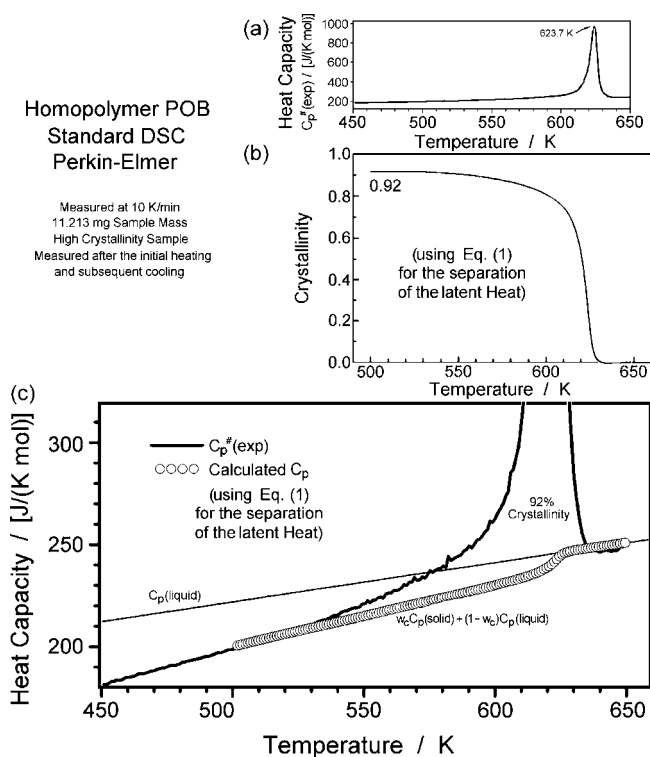 Homopolymer POB
Standard DSC
Perkin-Elmer
Measured at 10 K/min
11.213 mg Sample Mass
High Crystallinity Sample
Measured after the initial heating
and subsequent cooling
(a)
Heat Capacity
Cp#(exp) / [J/(K mol)]
1000
800
600
400
200
623.7 K
450
500
550
600
650
Temperature / K
(b)
Crystallinity
1.0
0.8
0.6
0.4
0.2
0.0
0.92
(using Eq. (1)
for the separation
of the latent Heat)
500
550
600
650
Temperature / K
(c)
Heat Capacity / [J/(K mol)]
300
250
200
Cp#(exp)
Calculated Cp
(using Eq. (1)
for the separation
of the latent Heat)
92%
Crystallinity
Cp(liquid)
wcCp(solid)+(1-wc)Cp(liquid)
450
500
550
600
650
Temperature / K